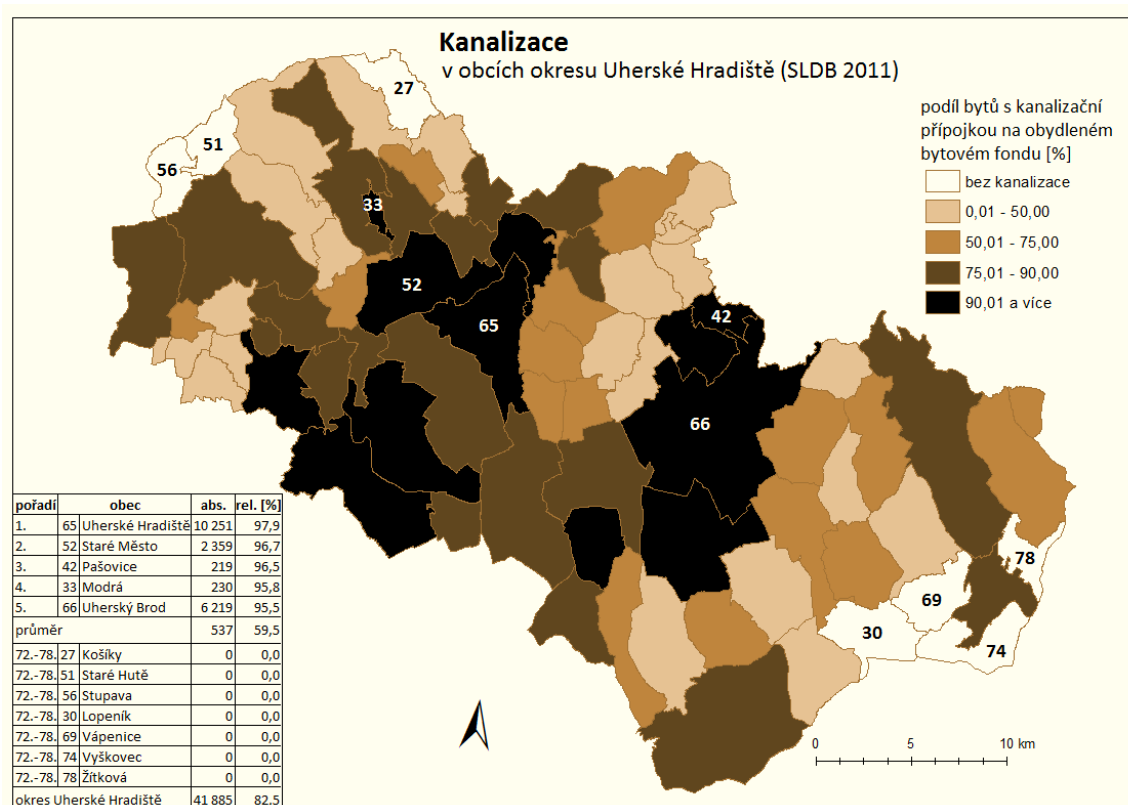 Kanalizace
v obcích okresu Uherské Hradiště (SLDB 2011)
podíl bytů s kanalizační
přípojkou na obydleném
bytovém fondu [%]
bez kanalizace
0,01 - 50,00
50,01 - 75,00
75,01 - 90,00
90,01 a více
27
51
56
33
52
65
42
66
78
69
30
74
pořadí obec abs. rel. [%]
1. 65 Uherské Hradiště 10 251 97,9
2. 52 Staré Město 2 359 96,7
3. 42 Pašovice 219 96,5
4. 33 Modrá 230 95,8
5. 66 Uherský Brod 6 219 95,5
průměr 537 59,5
72.-78. 27 Košíky 0 0,0
72.-78. 51 Staré Hutě 0 0,0
72.-78. 56 Stupava 0 0,0
72.-78. 30 Lopeník 0 0,0
72.-78. 69 Vápenice 0 0,0
72.-78. 74 Vyškovec 0 0,0
72.-78. 78 Žítková 0 0,0
okres Uherské Hradiště 41 885 82,5
0 5 10 km